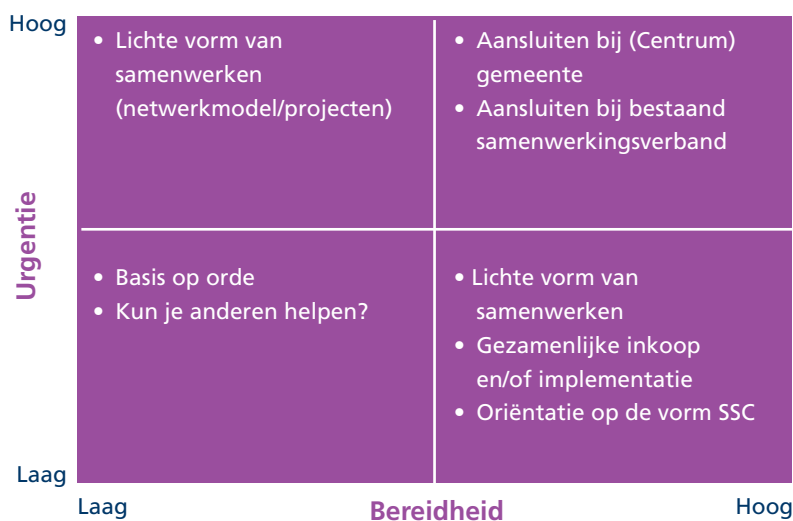 Hoog
• Lichte vorm van
samenwerken
(netwerkmodel/projecten)
• Aansluiten bij (Centrum)
gemeente
• Aansluiten bij bestaand
samenwerkingsverband
Urgentie
• Basis op orde
• Kun je anderen helpen?
• Lichte vorm van
samenwerken
• Gezamenlijke inkoop
en/of implementatie
• Oriëntatie op de vorm SSC
Laag
Laag
Bereidheid
Hoog